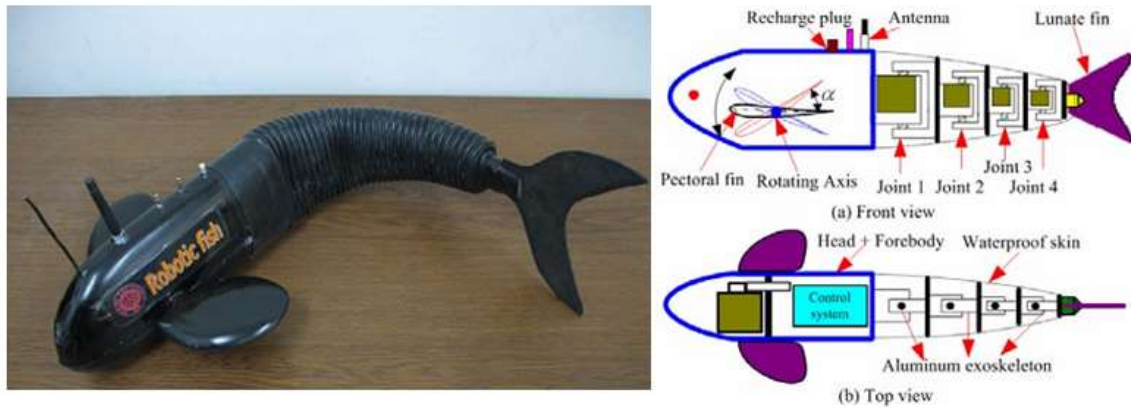 Robotic fish
Recharge plug
Antenna
Lunate fin
α
Pectoral fin
Rotating Axis
Joint 1
Joint 2
Joint 3
Joint 4
(a) Front view
Head + Forebody
Waterproof skin
Control
system
Aluminum exoskeleton
(b) Top view